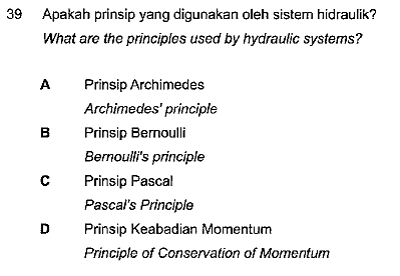 39 Apakah prinsip yang digunakan oleh sistem hidraulik?
What are the principles used by hydraulic systems?
A Prinsip Archimedes
Archimedes' principle
B Prinsip Bernoulli
Bernoulli's principle
C Prinsip Pascal
Pascal's Principle
D Prinsip Keabadian Momentum
Principle of Conservation of Momentum